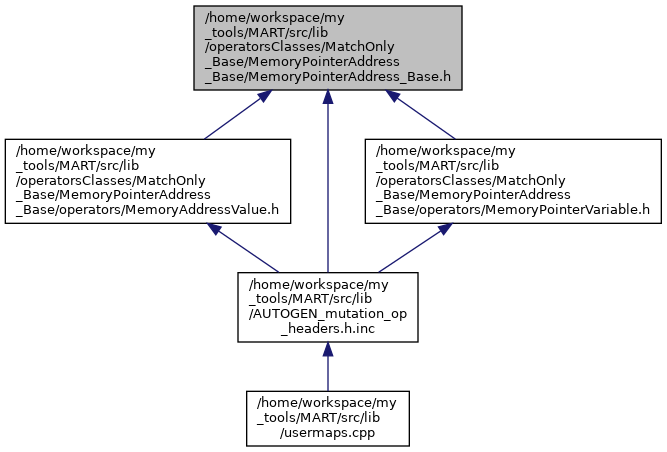 /home/workspace/my
_tools/MART/src/lib
/operatorsClasses/MatchOnly
_Base/MemoryPointerAddress
_Base/MemoryPointerAddress_Base.h
/home/workspace/my
_tools/MART/src/lib
/operatorsClasses/MatchOnly
_Base/MemoryPointerAddress
_Base/operators/MemoryAddressValue.h
/home/workspace/my
_tools/MART/src/lib
/operatorsClasses/MatchOnly
_Base/MemoryPointerAddress
_Base/operators/MemoryPointerVariable.h
/home/workspace/my
_tools/MART/src/lib
/AUTOGEN_mutation_op
_headers.h.inc
/home/workspace/my
_tools/MART/src/lib
/usermaps.cpp